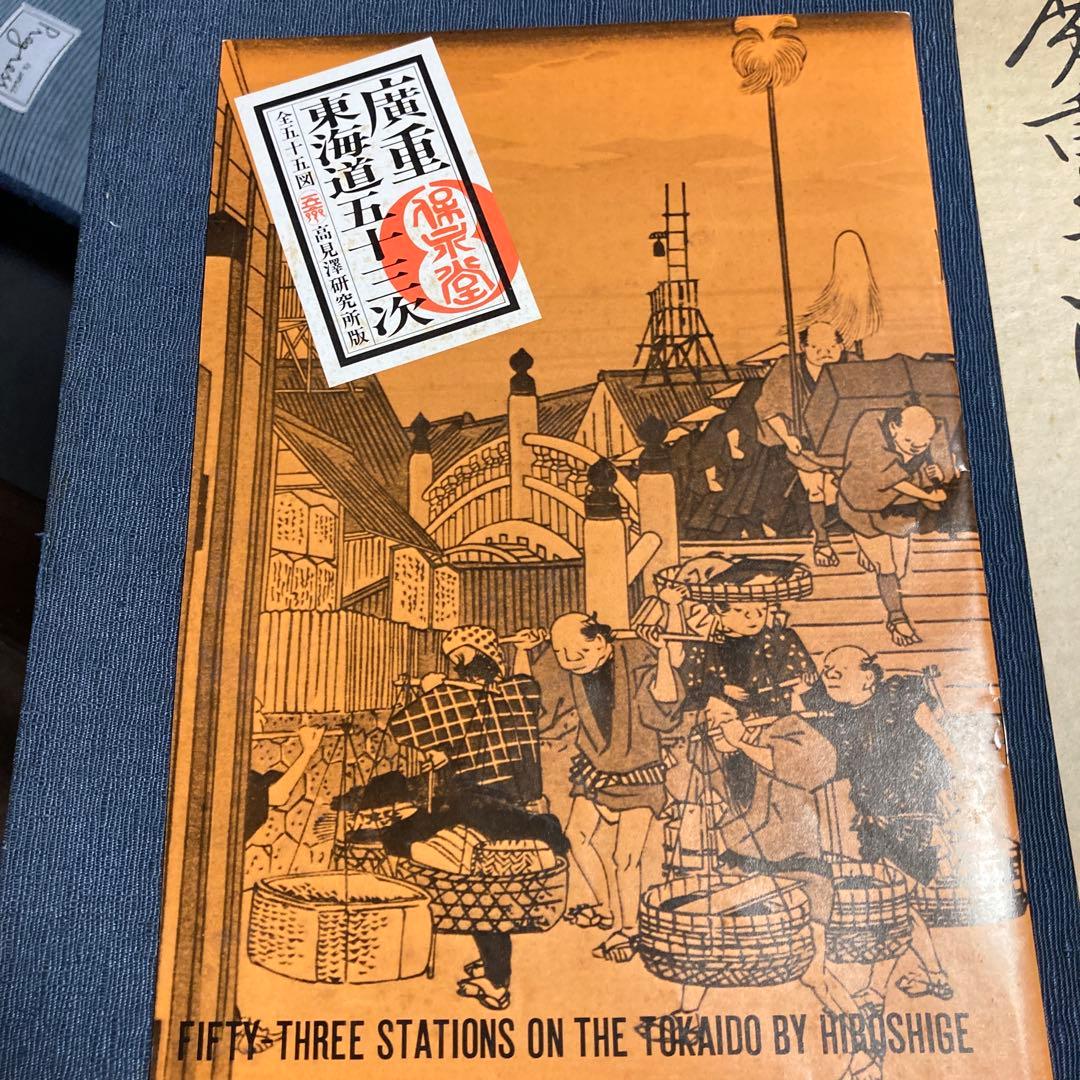 廣重
東海道五十三次
保永堂
全五十五図
高見澤研究所版
FIFTY-THREE STATIONS ON THE TOKAIDO BY HIROSHIGE